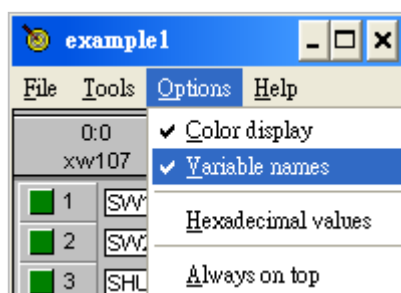 example1
File Tools Options Help
0:0
xw107
Color display
Variable names
Hexadecimal values
Always on top
1
2
3